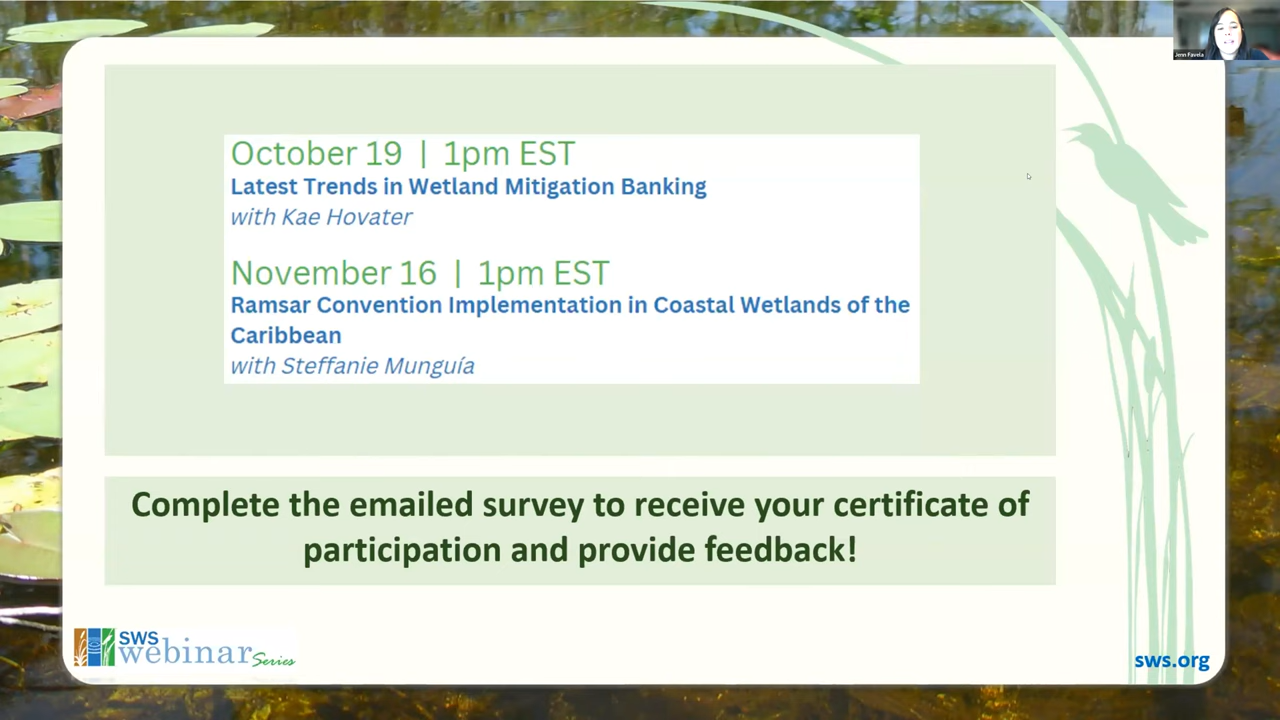 Jenn Favela
October 19 | 1pm EST
Latest Trends in Wetland Mitigation Banking
with Kae Hovater
November 16 | 1pm EST
Ramsar Convention Implementation in Coastal Wetlands of the
Caribbean
with Steffanie Munguía
Complete the emailed survey to receive your certificate of
participation and provide feedback!
SWS
webinar Series
sws.org